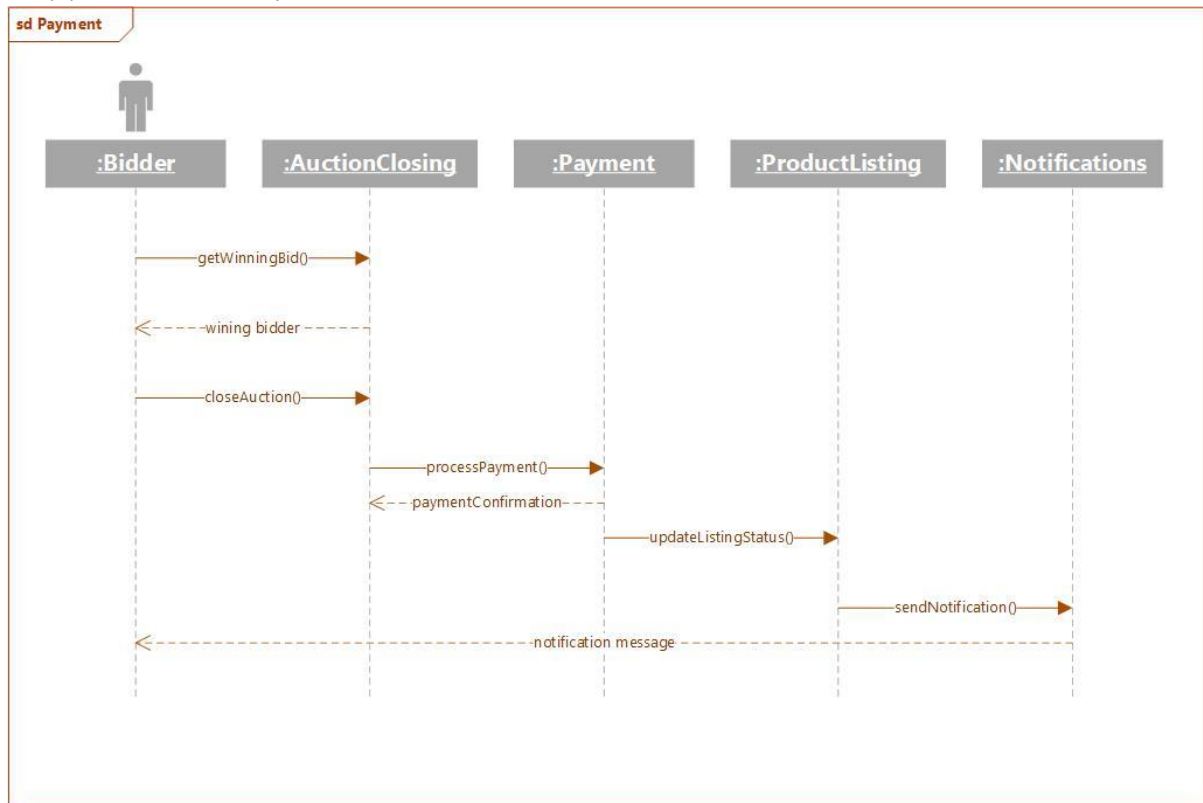 sd Payment
:Bidder
:AuctionClosing
:Payment
:ProductListing
:Notifications
getWinningBid()
wining bidder
closeAuction()
processPayment()
paymentConfirmation
updateListingStatus()
sendNotification()
notification message